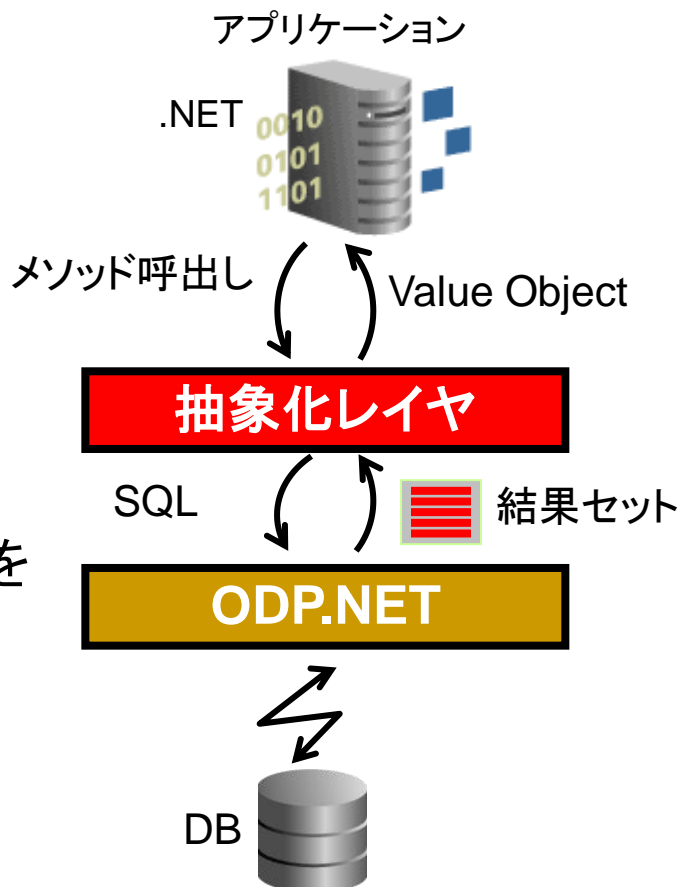 アプリケーション
.NET
0010
0101
1101
メソッド呼出し
Value Object
抽象化レイヤ
SQL
結果セット
を
ODP.NET
DB